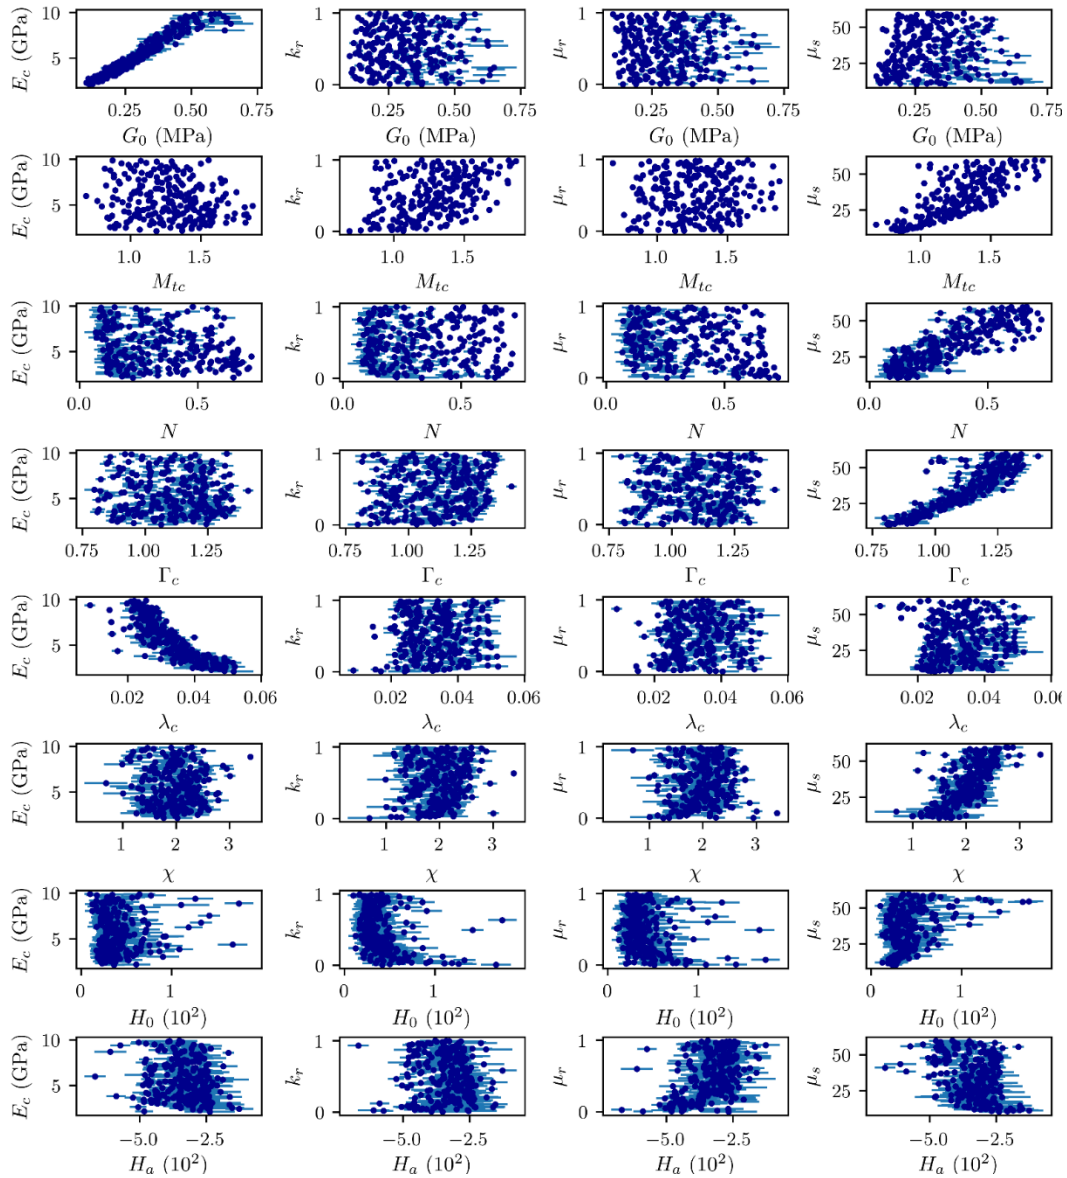 E_c (GPa) 10 5 0.25 0.50 0.75 G_0 (MPa)
k_r 1 0 0.25 0.50 0.75 G_0 (MPa)
μ_r 1 0 0.25 0.50 0.75 G_0 (MPa)
μ_s 50 25 0.25 0.50 0.75 G_0 (MPa)
E_c (GPa) 10 5 1.0 1.5 M_{tc}
k_r 1 0 1.0 1.5
μ_r 1 0 1.0 1.5 M_{tc}
μ_s 50 25 1.0 1.5 M_{tc}
E_c (GPa) 10 5 0.0 0.5 N
k_r 1 0 0.0 0.5
μ_r 1 0 0.0 0.5 N
μ_s 50 25 0.0 0.5 N
E_c (GPa) 10 5 0.75 1.00 1.25 Γ_c
k_r 1 0 0.75 1.00 1.25
μ_r 1 0 0.75 1.00 1.25 Γ_c
μ_s 50 25 0.75 1.00 1.25 Γ_c
E_c (GPa) 10 5 0.02 0.04 0.06 λ_c
k_r 1 0 0.02 0.04 0.06
μ_r 1 0 0.02 0.04 0.06 λ_c
μ_s 50 25 0.02 0.04 0.06 λ_c
E_c (GPa) 10 5 1 2 3 χ
k_r 1 0 1 2 3 χ
μ_r 1 0 1 2 3 χ
μ_s 50 25 1 2 3 χ
E_c (GPa) 10 5 0 1 H_0 (10^2)
k_r 1 0 0 1 H_0 (10^2)
μ_r 1 0 0 1 H_0 (10^2)
μ_s 50 25 0 1 H_0 (10^2)
E_c (GPa) 10 5 −5.0 −2.5 H_a (10^2)
k_r 1 0 −5.0 −2.5 H_a (10^2)
μ_r 1 0 −5.0 −2.5 H_a (10^2)
μ_s 50 25 −5.0 −2.5 H_a (10^2)